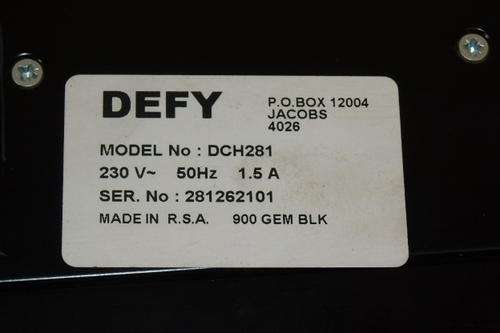 DEFY
P.O.BOX 12004
JACOBS
4026
MODEL No : DCH281
230 V~ 50Hz 1.5 A
SER. No : 281262101
MADE IN R.S.A. 900 GEM BLK